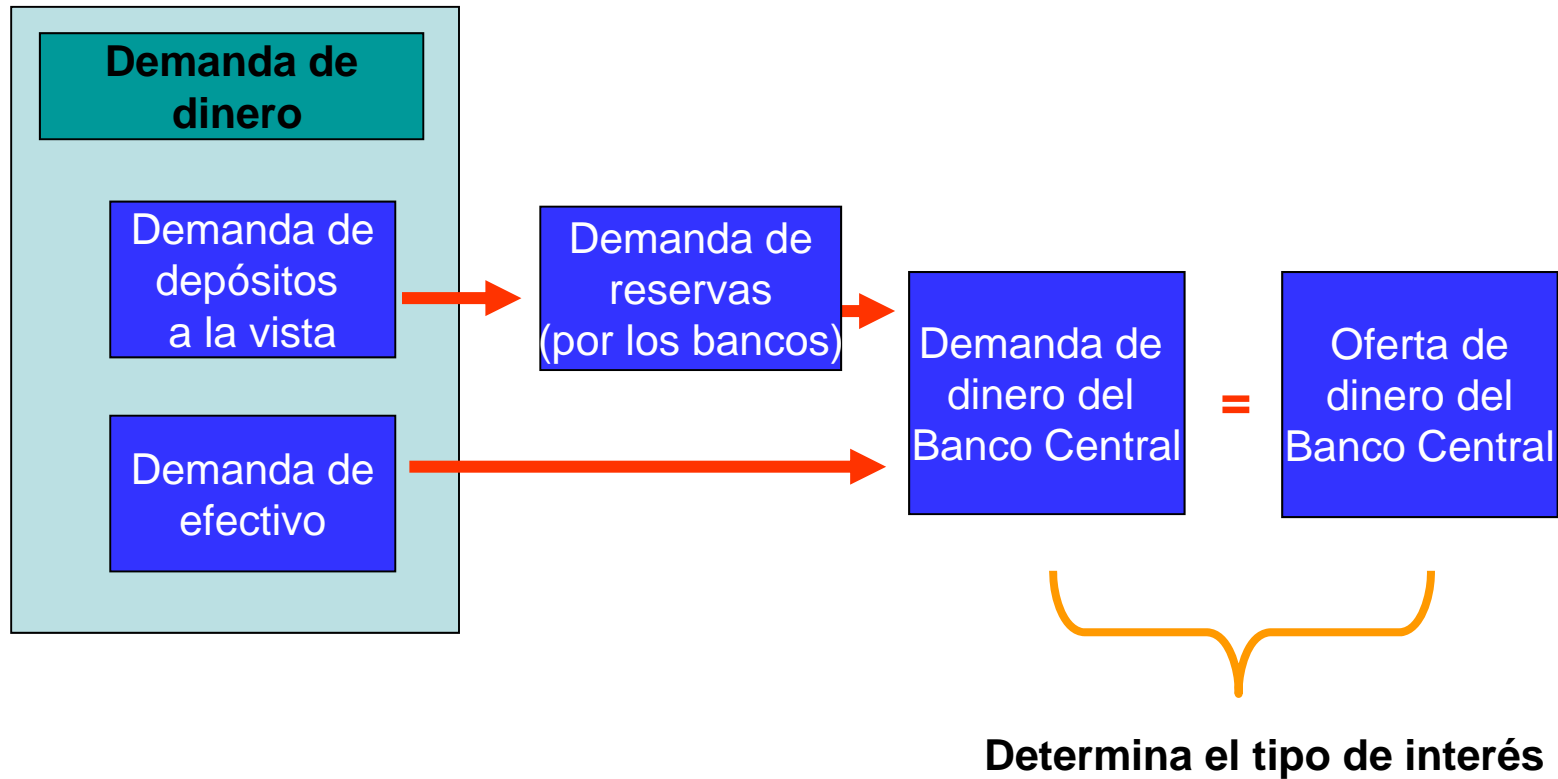 Demanda de
dinero
Demanda de
depósitos
a la vista
Demanda de
reservas
(por los bancos)
Demanda de
efectivo
Demanda de
dinero del
Banco Central
=
Oferta de
dinero del
Banco Central
Determina el tipo de interés